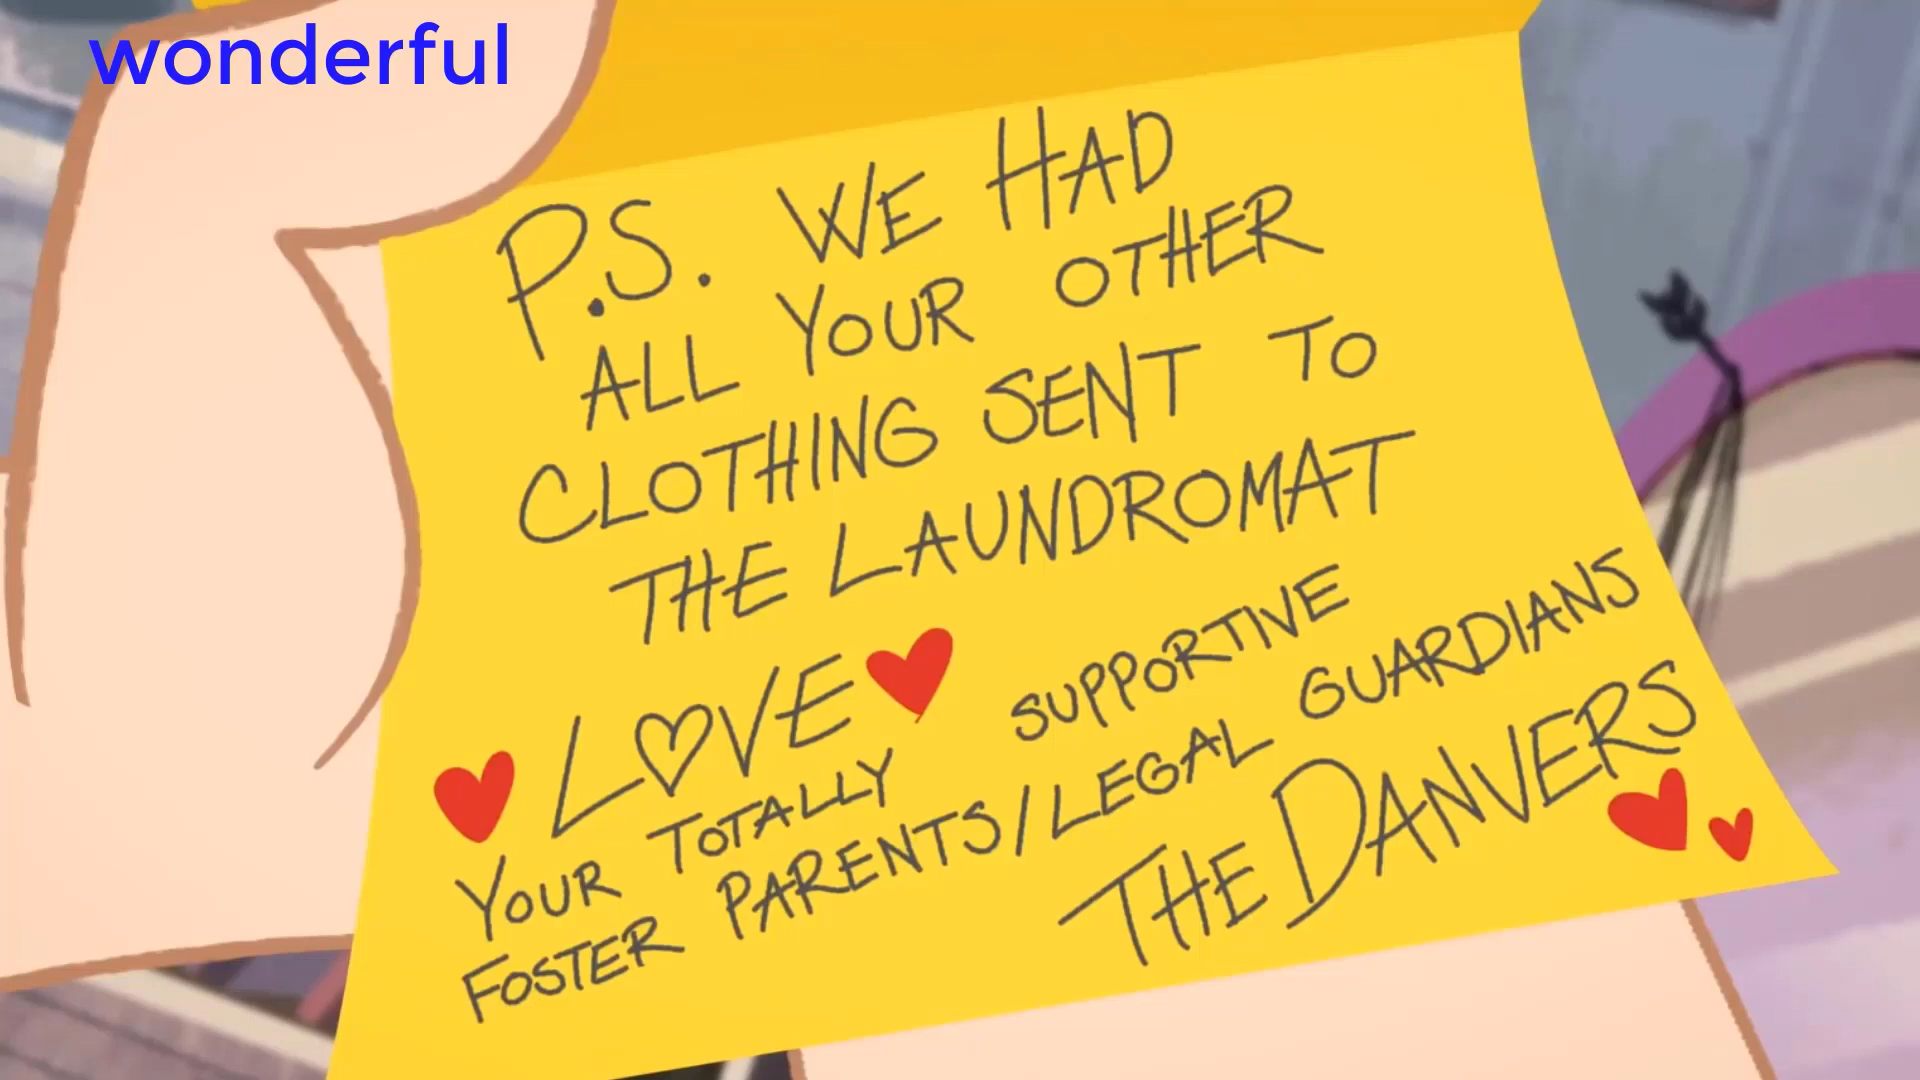 wonderful
P.S. WE HAD
ALL YOUR OTHER
CLOTHING SENT TO
THE LAUNDROMAT
LOVE
YOUR TOTALLY SUPPORTIVE
FOSTER PARENTS/LEGAL GUARDIANS
THE DANVERS